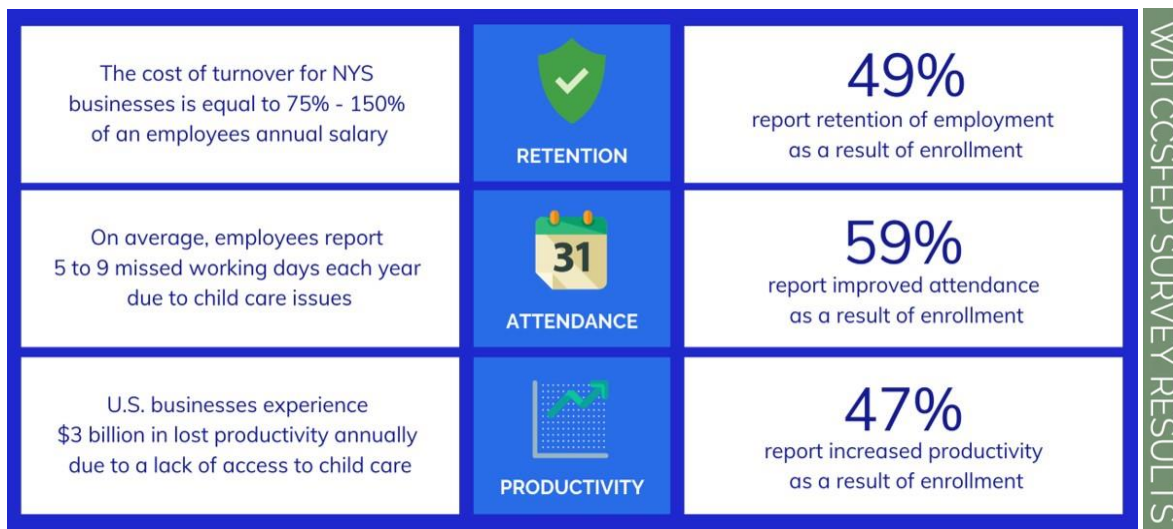 The cost of turnover for NYS
businesses is equal to 75% - 150%
of an employees annual salary
RETENTION
49%
report retention of employment
as a result of enrollment
On average, employees report
5 to 9 missed working days each year
due to child care issues
31
ATTENDANCE
59%
report improved attendance
as a result of enrollment
U.S. businesses experience
$3 billion in lost productivity annually
due to a lack of access to child care
PRODUCTIVITY
47%
report increased productivity
as a result of enrollment
WDI CCSFEP SURVEY RESULTS